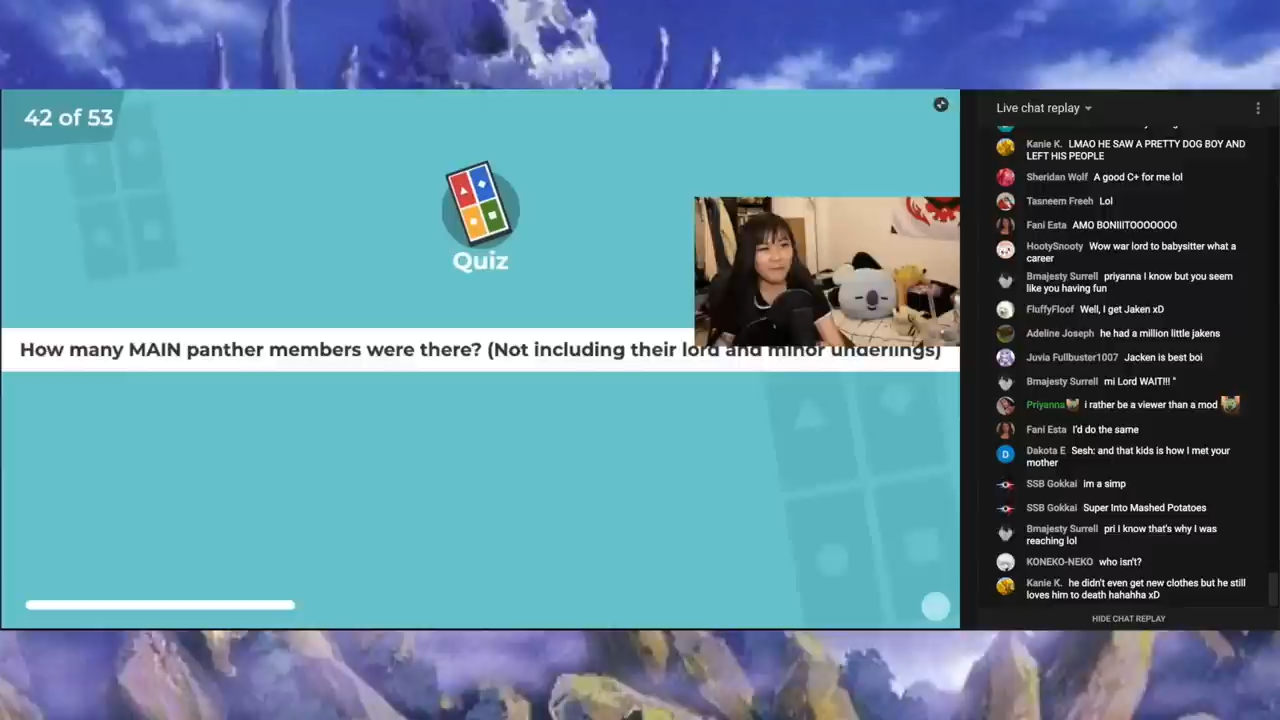 42 of 53
Quiz
How many MAIN panther members were there? (Not including their lord and minor underlings)
Live chat replay
Kanie K. LMAO HE SAW A PRETTY DOG BOY AND
LEFT HIS PEOPLE
Sheridan Wolf A good C+ for me lol
Tasneem Freeh Lol
Fani Esta AMO BONIIITOOOOOOO
HootySnooty Wow war lord to babysitter what a
career
Bmajesty Surrell priyanna I know but you seem
like you having fun
FluffyFloof Well, I get Jaken xD
Adeline Joseph he had a million little jakens
Juvia Fullbuster1007 Jacken is best boi
Bmajesty Surrell mi Lord WAIT!!! "
Priyanna i rather be a viewer than a mod
Fani Esta I'd do the same
D
Dakota E Sesh: and that kids is how I met your
mother
SSB Gokkai im a simp
SSB Gokkai Super Into Mashed Potatoes
Bmajesty Surrell pri I know that's why I was
reaching lol
KONEKO-NEKO who isn't?
Kanie K. he didn't even get new clothes but he still
loves him to death hahahha xD
HIDE CHAT REPLAY